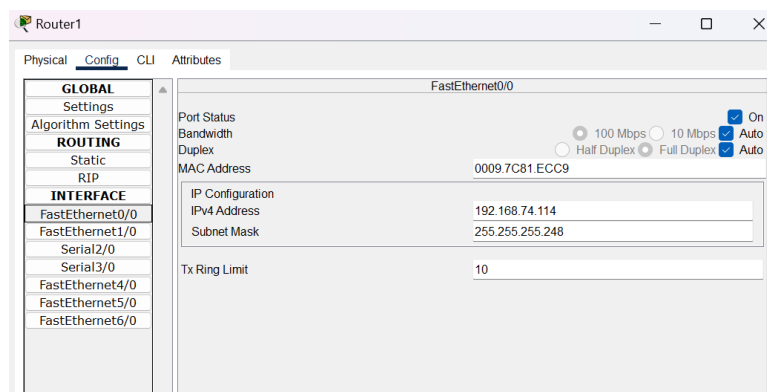 Router1
Physical Config CLI Attributes
GLOBAL
Settings
Algorithm Settings
ROUTING
Static
RIP
INTERFACE
FastEthernet0/0
FastEthernet1/0
Serial2/0
Serial3/0
FastEthernet4/0
FastEthernet5/0
FastEthernet6/0
FastEthernet0/0
Port Status On
Bandwidth 100 Mbps 10 Mbps Auto
Duplex Half Duplex Full Duplex Auto
MAC Address 0009.7C81.ECC9
IP Configuration
IPv4 Address 192.168.74.114
Subnet Mask 255.255.255.248
Tx Ring Limit 10